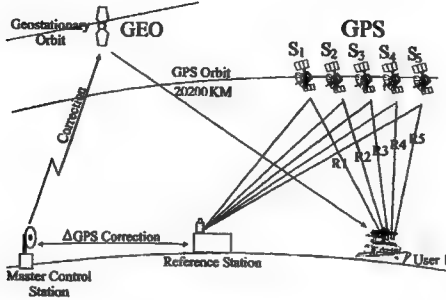 Geostationary
Orbit
GEO
GPS
S1 S2 S3 S4 S5
GPS Orbit
20200 KM
Correction
R1 R2 R3 R4 R5
ΔGPS Correction
Reference Station
Master Control
Station
User